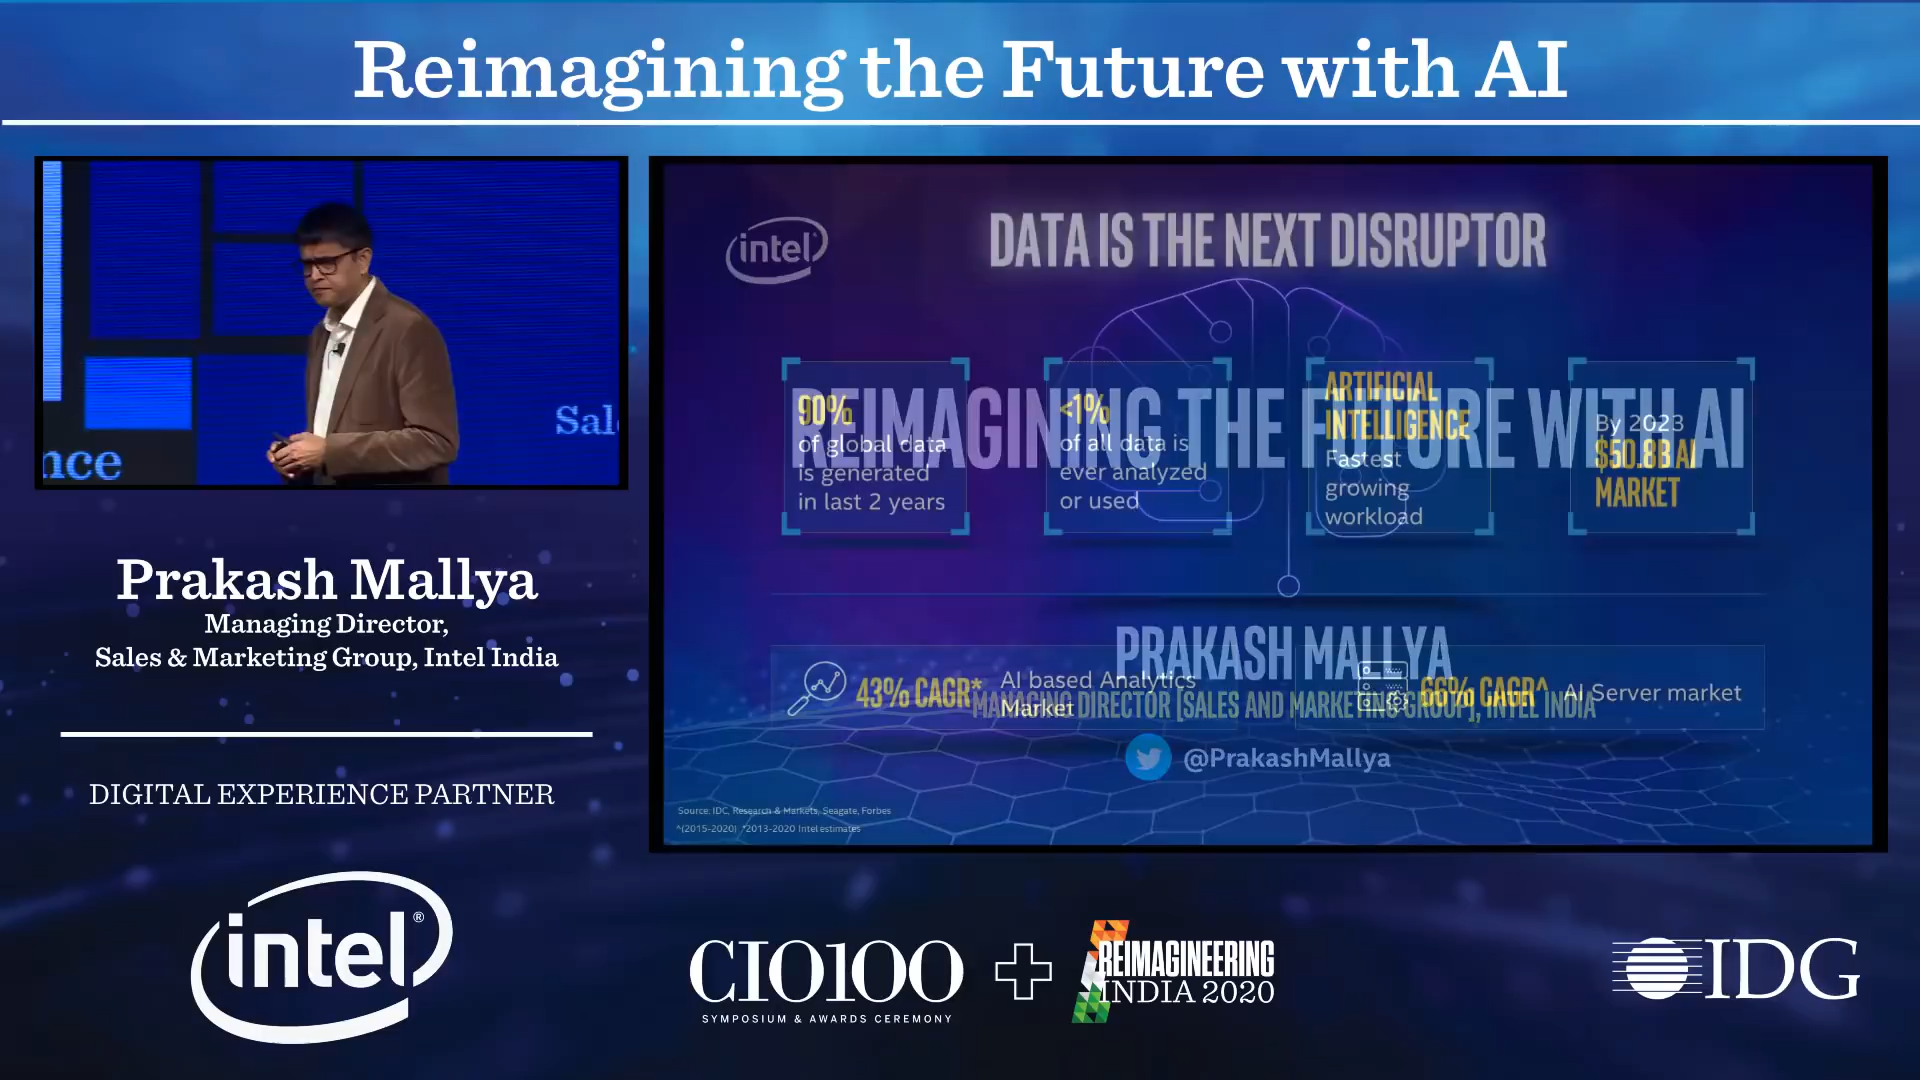 Reimagining the Future with AI
Sal
nce
Prakash Mallya
Managing Director,
Sales & Marketing Group, Intel India
DIGITAL EXPERIENCE PARTNER
intel®
intel
DATA IS THE NEXT DISRUPTOR
REIMAGINING THE FUTURE WITH AI
90%
of global data
is generated
in last 2 years
<1%
of all data is
ever analyzed
or used
ARTIFICIAL
INTELLIGENCE
Fastest
growing
workload
By 2023
$50.8B AI
MARKET
PRAKASH MALLYA
MANAGING DIRECTOR [SALES AND MARKETING GROUP], INTEL INDIA
43% CAGR*
AI based Analytics
Market
66% CAGR^
AI Server market
@PrakashMallya
Source: IDC, Research & Markets, Seagate, Forbes
^(2015-2020) *2013-2020 Intel estimates
CIO100
SYMPOSIUM & AWARDS CEREMONY
REIMAGINEERING
INDIA 2020
IDG